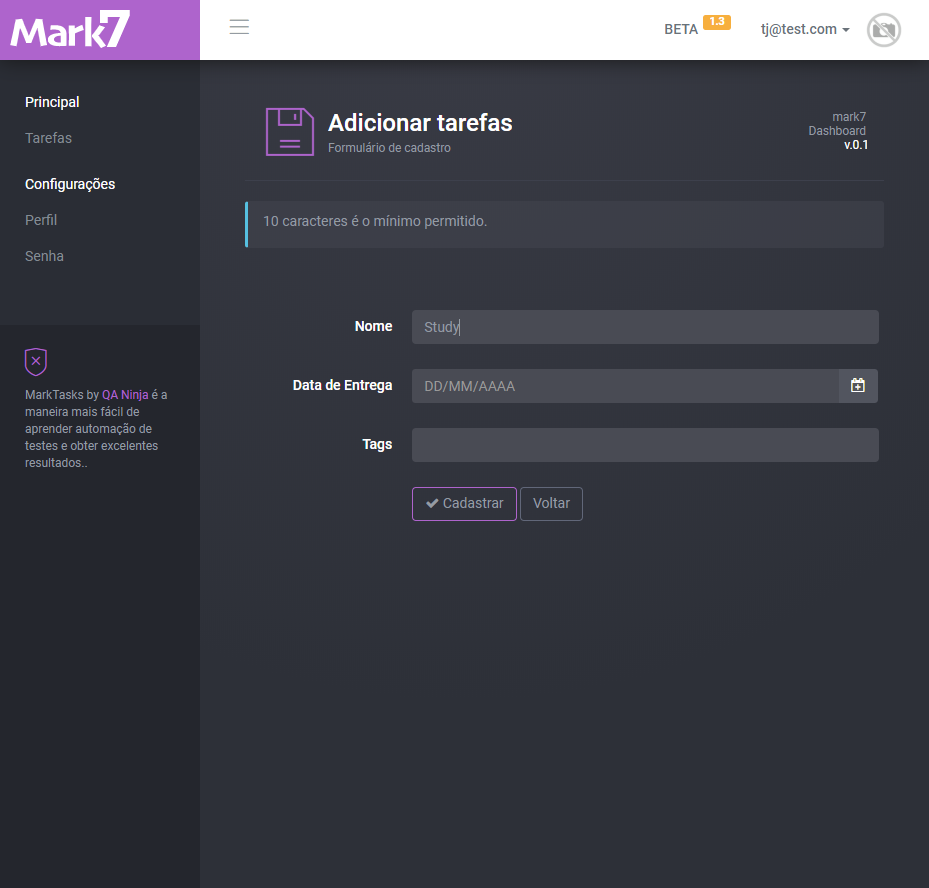 Mark7
BETA 1.3
tj@test.com
Principal
Tarefas
Configurações
Perfil
Senha
MarkTasks by QA Ninja é a
maneira mais fácil de
aprender automação de
testes e obter excelentes
resultados..
Adicionar tarefas
Formulário de cadastro
mark7
Dashboard
v.0.1
10 caracteres é o mínimo permitido.
Nome
Study
Data de Entrega
DD/MM/AAAA
Tags
Cadastrar
Voltar